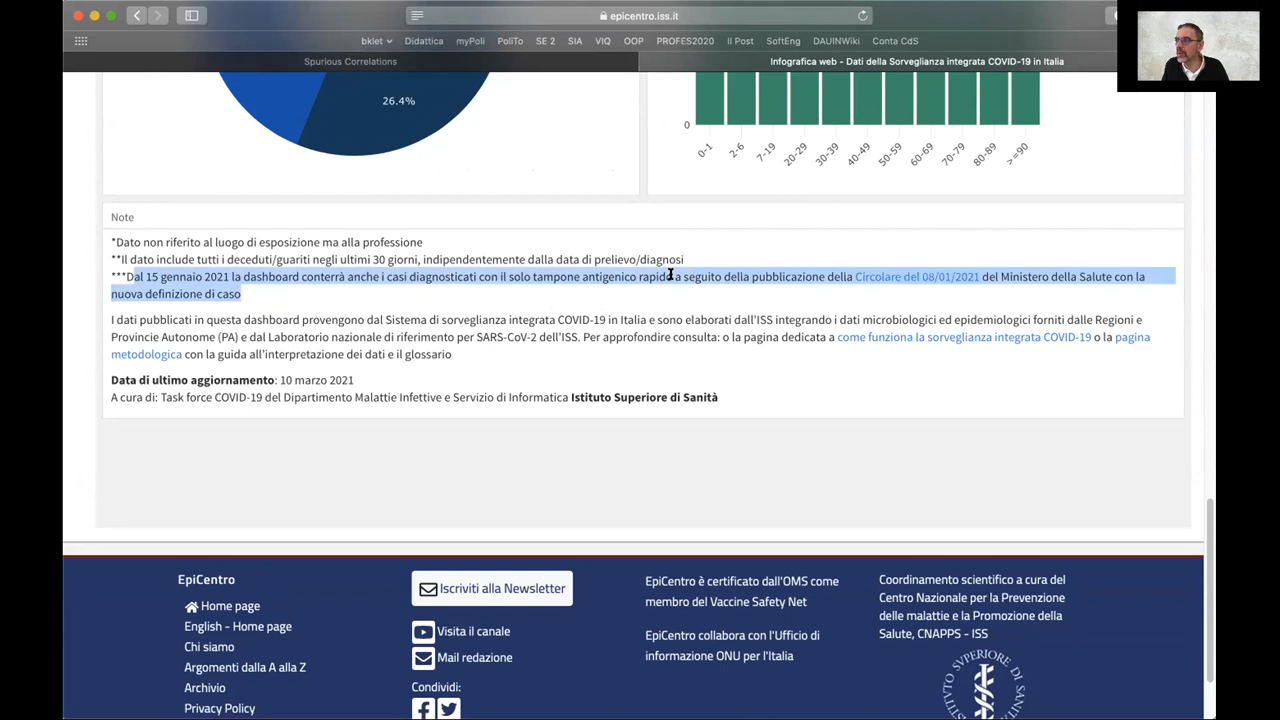 epicentro.iss.it
bklet Didattica myPoli PoliTo SE 2 SIA VIQ OOP PROFES2020 Il Post SoftEng DAUINWiki Conta CdS
Spurious Correlations
Infografica web - Dati della Sorveglianza integrata COVID-19 in Italia
26.4%
0
0-1 2-6 7-19 20-29 30-39 40-49 50-59 60-69 70-79 80-89 >=90
Note
*Dato non riferito al luogo di esposizione ma alla professione
**Il dato include tutti i deceduti/guariti negli ultimi 30 giorni, indipendentemente dalla data di prelievo/diagnosi
***Dal 15 gennaio 2021 la dashboard conterrà anche i casi diagnosticati con il solo tampone antigenico rapido a seguito della pubblicazione della Circolare del 08/01/2021 del Ministero della Salute con la
nuova definizione di caso
I dati pubblicati in questa dashboard provengono dal Sistema di sorveglianza integrata COVID-19 in Italia e sono elaborati dall'ISS integrando i dati microbiologici ed epidemiologici forniti dalle Regioni e
Provincie Autonome (PA) e dal Laboratorio nazionale di riferimento per SARS-CoV-2 dell'ISS. Per approfondire consulta: o la pagina dedicata a come funziona la sorveglianza integrata COVID-19 o la pagina
metodologica con la guida all'interpretazione dei dati e il glossario
Data di ultimo aggiornamento: 10 marzo 2021
A cura di: Task force COVID-19 del Dipartimento Malattie Infettive e Servizio di Informatica Istituto Superiore di Sanità
EpiCentro
Home page
English - Home page
Chi siamo
Argomenti dalla A alla Z
Archivio
Privacy Policy
Iscriviti alla Newsletter
Visita il canale
Mail redazione
Condividi:
EpiCentro è certificato dall'OMS come
membro del Vaccine Safety Net
EpiCentro collabora con l'Ufficio di
informazione ONU per l'Italia
Coordinamento scientifico a cura del
Centro Nazionale per la Prevenzione
delle malattie e la Promozione della
Salute, CNAPPS - ISS